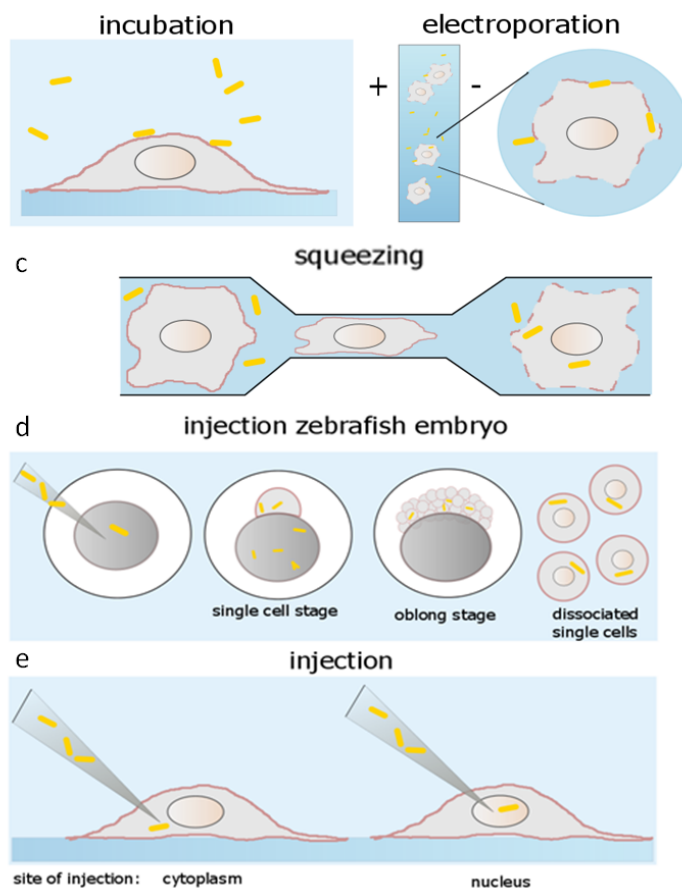 incubation
electroporation
+ -
c
squeezing
d
injection zebrafish embryo
single cell stage
oblong stage
dissociated
single cells
e
injection
site of injection: cytoplasm
nucleus